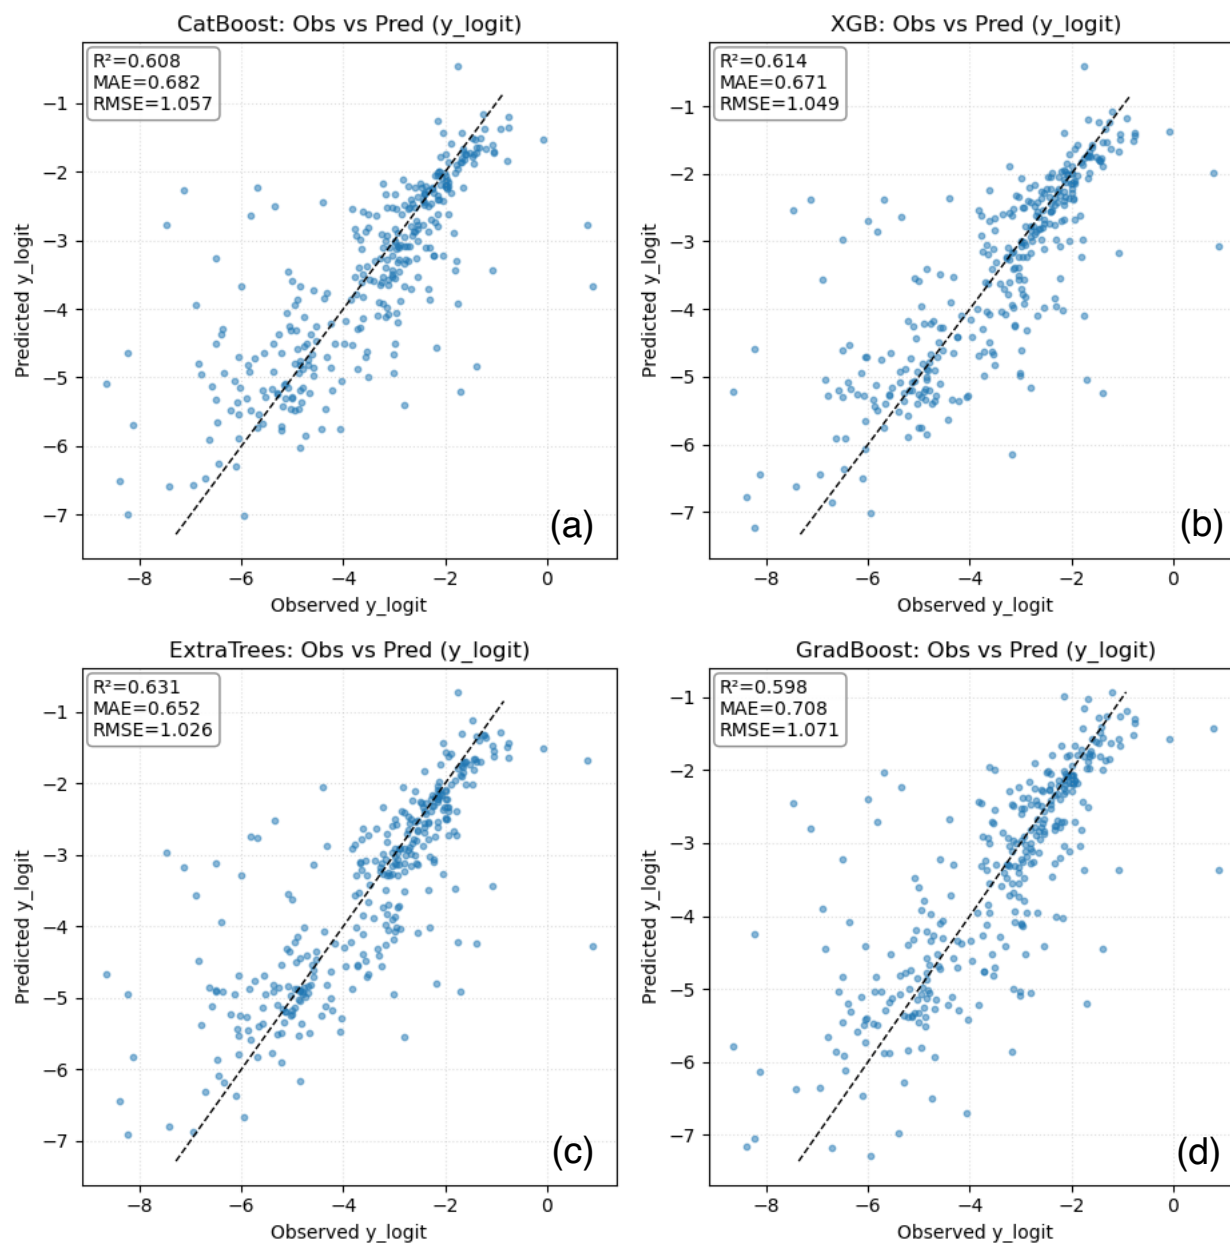 CatBoost: Obs vs Pred (y_logit)
R²=0.608
MAE=0.682
RMSE=1.057
−1
−2
−3
−4
−5
−6
−7
Predicted y_logit
−8 −6 −4 −2 0
Observed y_logit
(a)
XGB: Obs vs Pred (y_logit)
R²=0.614
MAE=0.671
RMSE=1.049
−1
−2
−3
−4
−5
−6
−7
Predicted y_logit
−8 −6 −4 −2 0
Observed y_logit
(b)
ExtraTrees: Obs vs Pred (y_logit)
R²=0.631
MAE=0.652
RMSE=1.026
−1
−2
−3
−4
−5
−6
−7
Predicted y_logit
−8 −6 −4 −2 0
Observed y_logit
(c)
GradBoost: Obs vs Pred (y_logit)
R²=0.598
MAE=0.708
RMSE=1.071
−1
−2
−3
−4
−5
−6
−7
Predicted y_logit
−8 −6 −4 −2 0
Observed y_logit
(d)